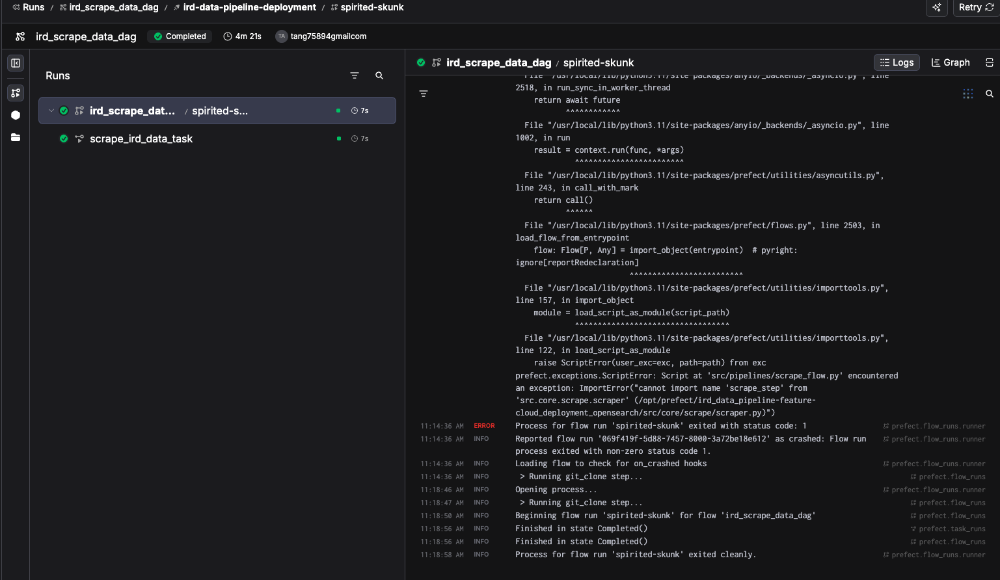 Runs / ird_scrape_data_dag / ird-data-pipeline-deployment / spirited-skunk
Retry
ird_scrape_data_dag Completed 4m 21s TA tang75894gmailcom
Runs
ird_scrape_dat... / spirited-s... 7s
scrape_ird_data_task 7s
ird_scrape_data_dag / spirited-skunk Logs Graph
File "/usr/local/lib/python3.11/site-packages/anyio/_backends/_asyncio.py", line
2518, in run_sync_in_worker_thread
return await future
^^^^^^^^^^^^
File "/usr/local/lib/python3.11/site-packages/anyio/_backends/_asyncio.py", line
1002, in run
result = context.run(func, *args)
^^^^^^^^^^^^^^^^^^^^^^^^
File "/usr/local/lib/python3.11/site-packages/prefect/utilities/asyncutils.py",
line 243, in call_with_mark
return call()
^^^^^^
File "/usr/local/lib/python3.11/site-packages/prefect/flows.py", line 2503, in
load_flow_from_entrypoint
flow: Flow[P, Any] = import_object(entrypoint)  # pyright:
ignore[reportRedeclaration]
^^^^^^^^^^^^^^^^^^^^^^^^^
File "/usr/local/lib/python3.11/site-packages/prefect/utilities/importtools.py",
line 157, in import_object
module = load_script_as_module(script_path)
^^^^^^^^^^^^^^^^^^^^^^^^^^^^^^^^^^
File "/usr/local/lib/python3.11/site-packages/prefect/utilities/importtools.py",
line 122, in load_script_as_module
raise ScriptError(user_exc=exc, path=path) from exc
prefect.exceptions.ScriptError: Script at 'src/pipelines/scrape_flow.py' encountered
an exception: ImportError("cannot import name 'scrape_step' from
'src.core.scrape.scraper' (/opt/prefect/ird_data_pipeline-feature-
cloud_deployment_opensearch/src/core/scrape/scraper.py)")
11:14:36 AM ERROR Process for flow run 'spirited-skunk' exited with status code: 1 prefect.flow_runs.runner
11:14:36 AM INFO Reported flow run '069f419f-5d88-7457-8000-3a72be18e612' as crashed: Flow run prefect.flow_runs.runner
process exited with non-zero status code 1.
11:14:36 AM INFO Loading flow to check for on_crashed hooks prefect.flow_runs.runner
11:14:36 AM INFO > Running git_clone step... prefect.flow_runs
11:18:46 AM INFO Opening process... prefect.flow_runs.runner
11:18:47 AM INFO > Running git_clone step... prefect.flow_runs
11:18:50 AM INFO Beginning flow run 'spirited-skunk' for flow 'ird_scrape_data_dag' prefect.flow_runs
11:18:56 AM INFO Finished in state Completed() prefect.task_runs
11:18:56 AM INFO Finished in state Completed() prefect.flow_runs
11:18:58 AM INFO Process for flow run 'spirited-skunk' exited cleanly. prefect.flow_runs.runner